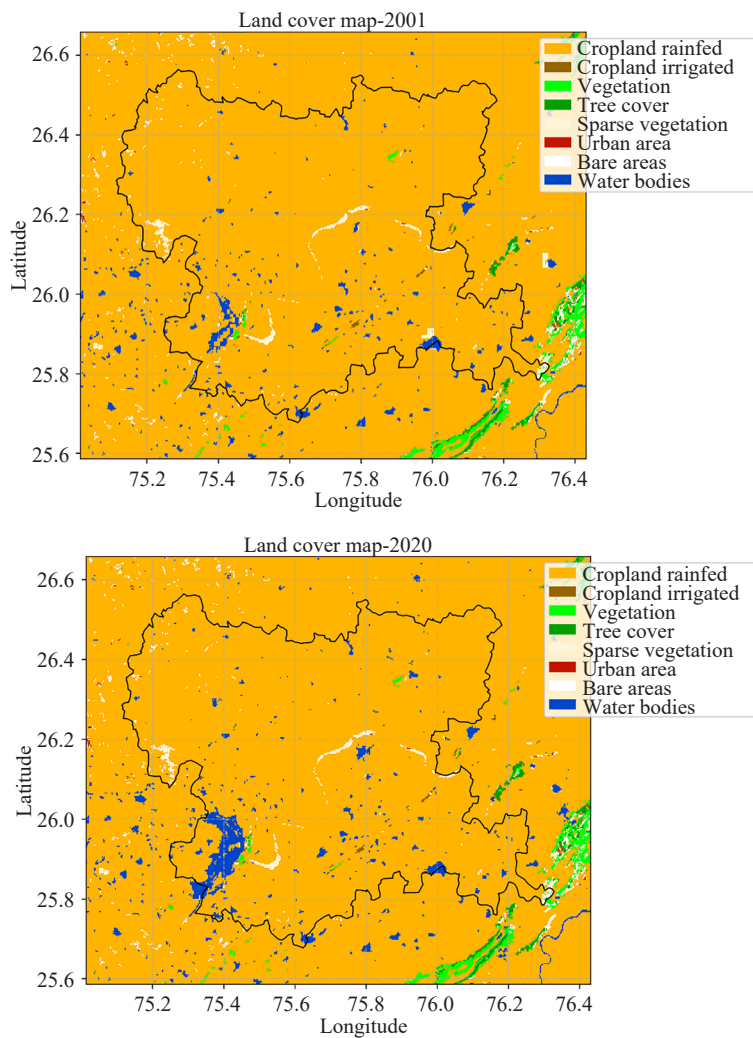 Land cover map-2001
26.6
26.4
26.2
26.0
25.8
25.6
Latitude
Cropland rainfed
Cropland irrigated
Vegetation
Tree cover
Sparse vegetation
Urban area
Bare areas
Water bodies
75.2 75.4 75.6 75.8 76.0 76.2 76.4
Longitude
Land cover map-2020
26.6
26.4
26.2
26.0
25.8
25.6
Latitude
Cropland rainfed
Cropland irrigated
Vegetation
Tree cover
Sparse vegetation
Urban area
Bare areas
Water bodies
75.2 75.4 75.6 75.8 76.0 76.2 76.4
Longitude